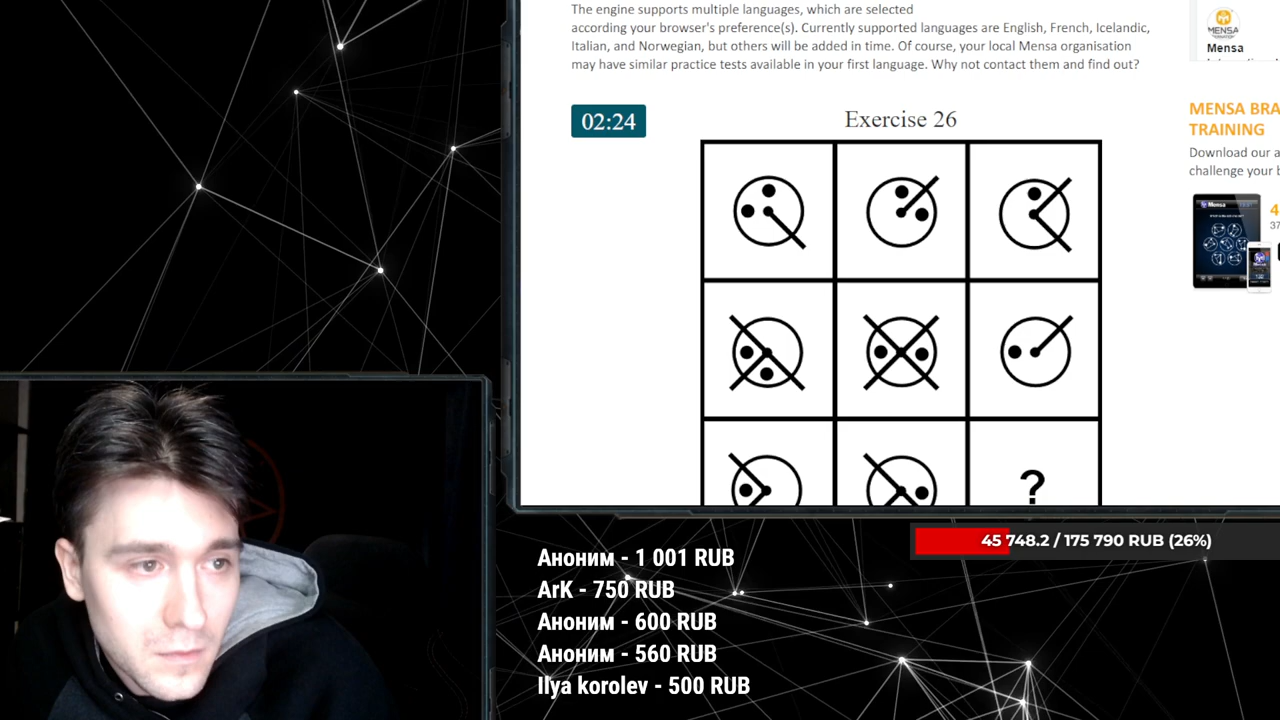 The engine supports multiple languages, which are selected
according your browser's preference(s). Currently supported languages are English, French, Icelandic,
Italian, and Norwegian, but others will be added in time. Of course, your local Mensa organisation
may have similar practice tests available in your first language. Why not contact them and find out?
MENSA
Mensa
02:24
Exercise 26
MENSA BRA
TRAINING
Download our a
challenge your b
?
45 748.2 / 175 790 RUB (26%)
Аноним - 1 001 RUB
ArK - 750 RUB
Аноним - 600 RUB
Аноним - 560 RUB
Ilya korolev - 500 RUB